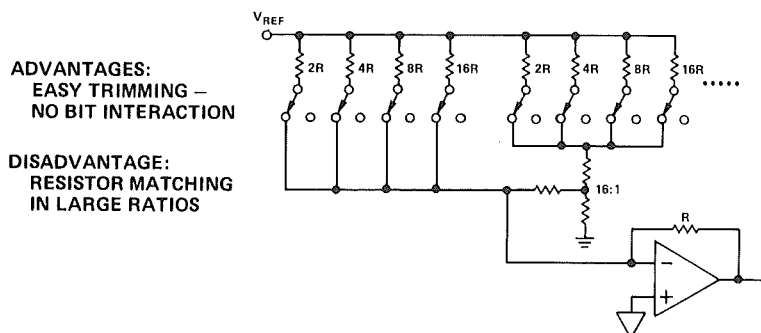 V_REF
2R 4R 8R 16R 2R 4R 8R 16R
ADVANTAGES:
EASY TRIMMING –
NO BIT INTERACTION
DISADVANTAGE:
RESISTOR MATCHING
IN LARGE RATIOS
16:1
R
–
+